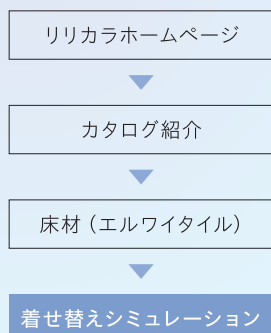 リリカラホームページ
カタログ紹介
床材（エルワイタイル）
着せ替えシミュレーション